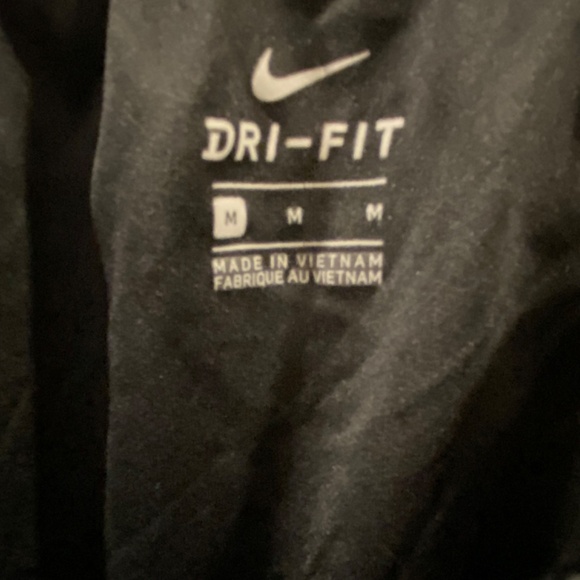 DRI-FIT
M M M
MADE IN VIETNAM
FABRIQUE AU VIETNAM